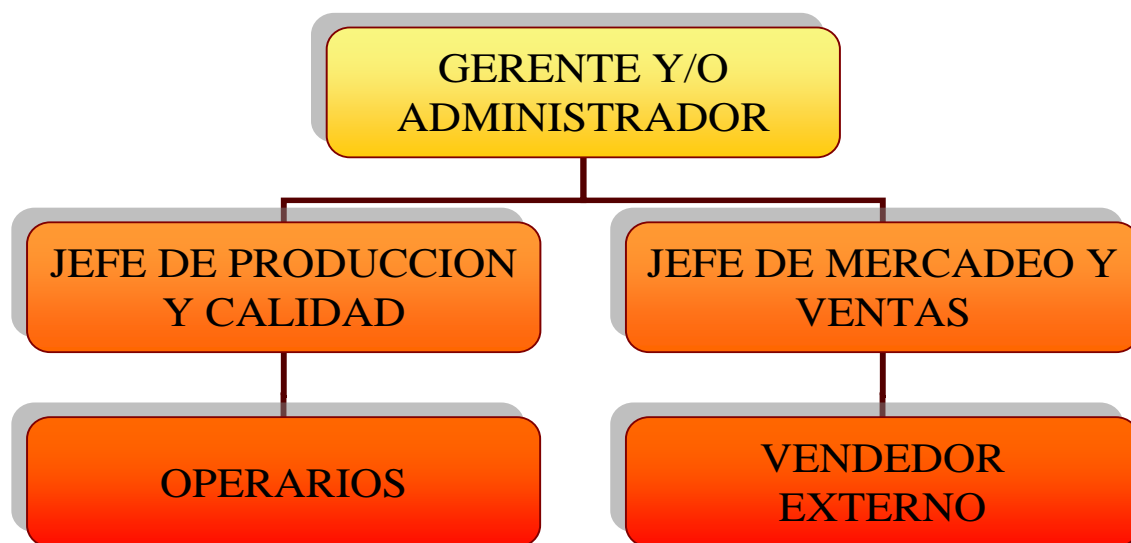 GERENTE Y/O
ADMINISTRADOR
JEFE DE PRODUCCION
Y CALIDAD
JEFE DE MERCADEO Y
VENTAS
OPERARIOS
VENDEDOR
EXTERNO